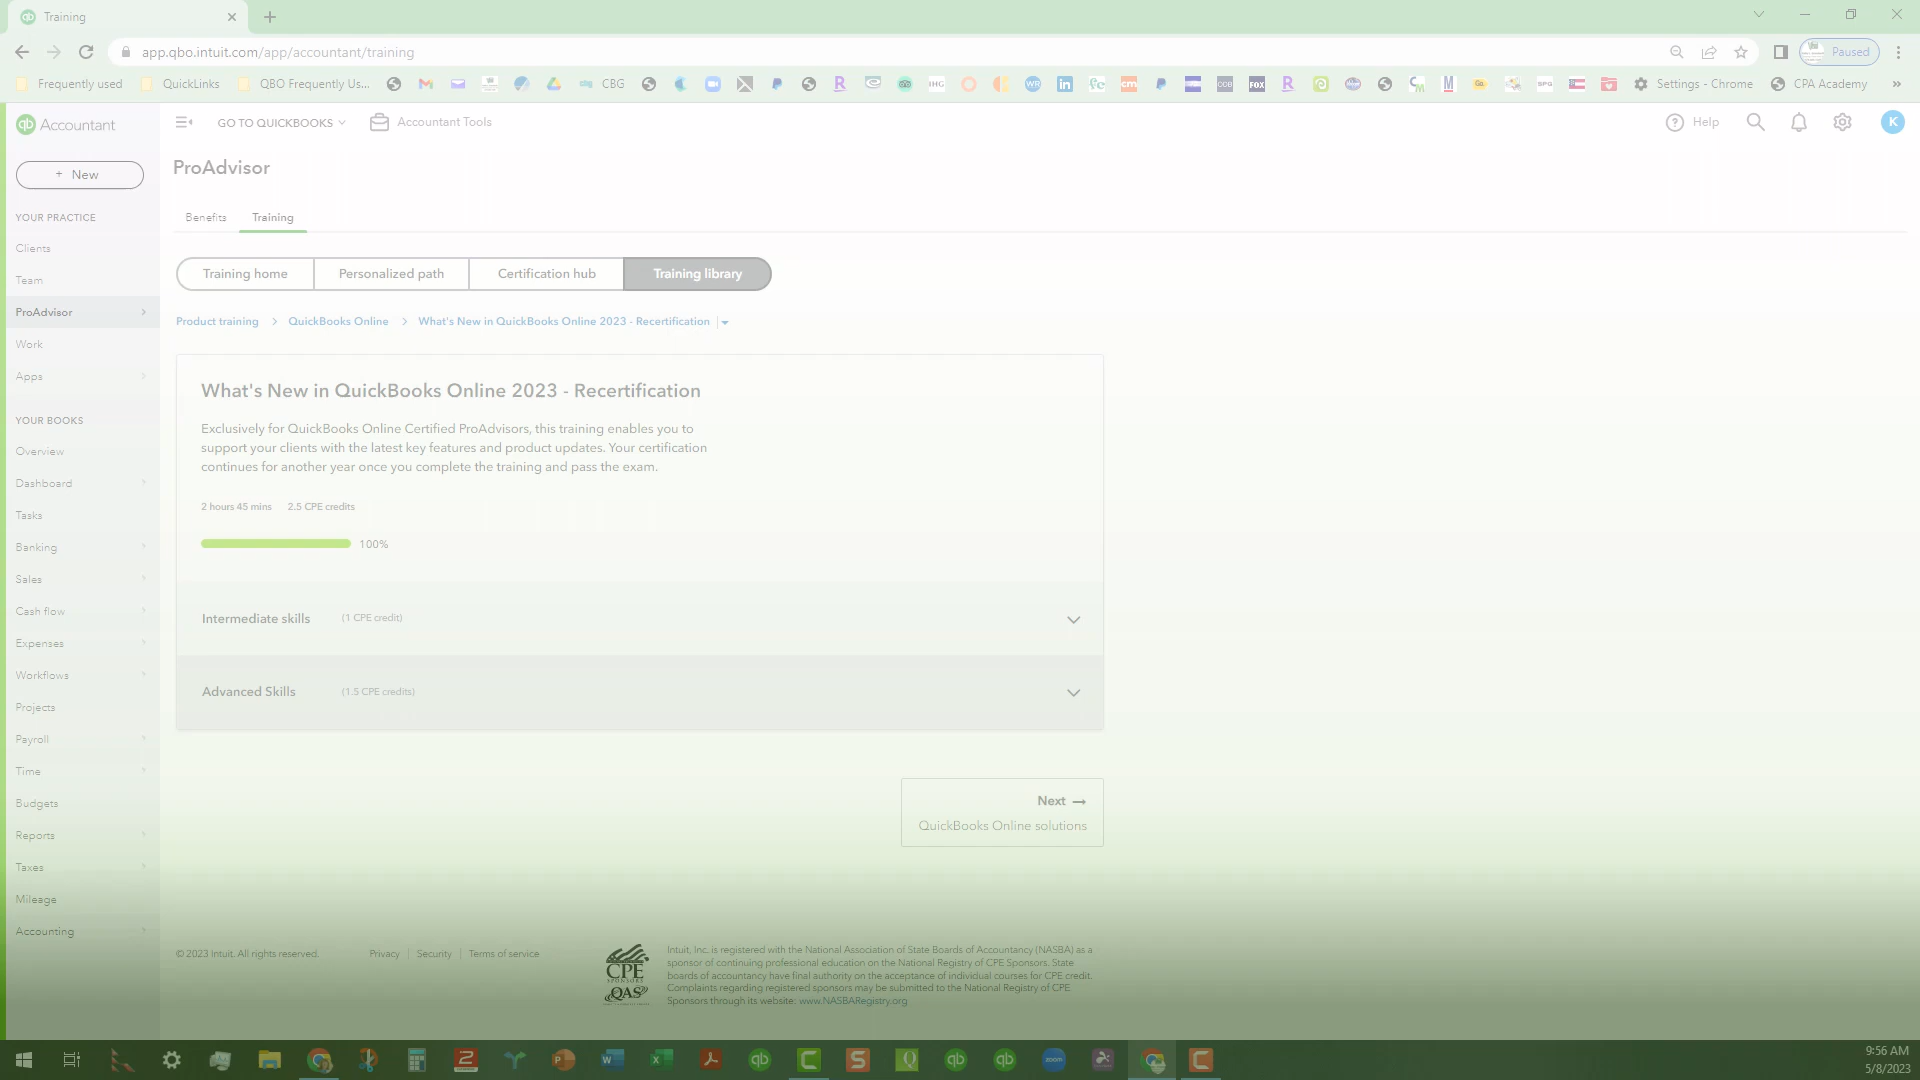 Training
app.qbo.intuit.com/app/accountant/training
Paused
Frequently used
QuickLinks
QBO Frequently Us...
CBG
Settings - Chrome
CPA Academy
»
qb Accountant
GO TO QUICKBOOKS
Accountant Tools
Help
K
+ New
ProAdvisor
Benefits
Training
YOUR PRACTICE
Clients
Team
ProAdvisor
Work
Apps
YOUR BOOKS
Overview
Dashboard
Tasks
Banking
Sales
Cash flow
Expenses
Workflows
Projects
Payroll
Time
Budgets
Reports
Taxes
Mileage
Accounting
Training home
Personalized path
Certification hub
Training library
Product training > QuickBooks Online > What's New in QuickBooks Online 2023 - Recertification
What's New in QuickBooks Online 2023 - Recertification
Exclusively for QuickBooks Online Certified ProAdvisors, this training enables you to
support your clients with the latest key features and product updates. Your certification
continues for another year once you complete the training and pass the exam.
2 hours 45 mins 2.5 CPE credits
100%
Intermediate skills (1 CPE credit)
Advanced Skills (1.5 CPE credits)
Next →
QuickBooks Online solutions
© 2023 Intuit. All rights reserved.
Privacy | Security | Terms of service
CPE
SPONSORS
QAS
Intuit, Inc. is registered with the National Association of State Boards of Accountancy (NASBA) as a
sponsor of continuing professional education on the National Registry of CPE Sponsors. State
boards of accountancy have final authority on the acceptance of individual courses for CPE credit.
Complaints regarding registered sponsors may be submitted to the National Registry of CPE
Sponsors through its website: www.NASBARegistry.org
9:56 AM
5/8/2023